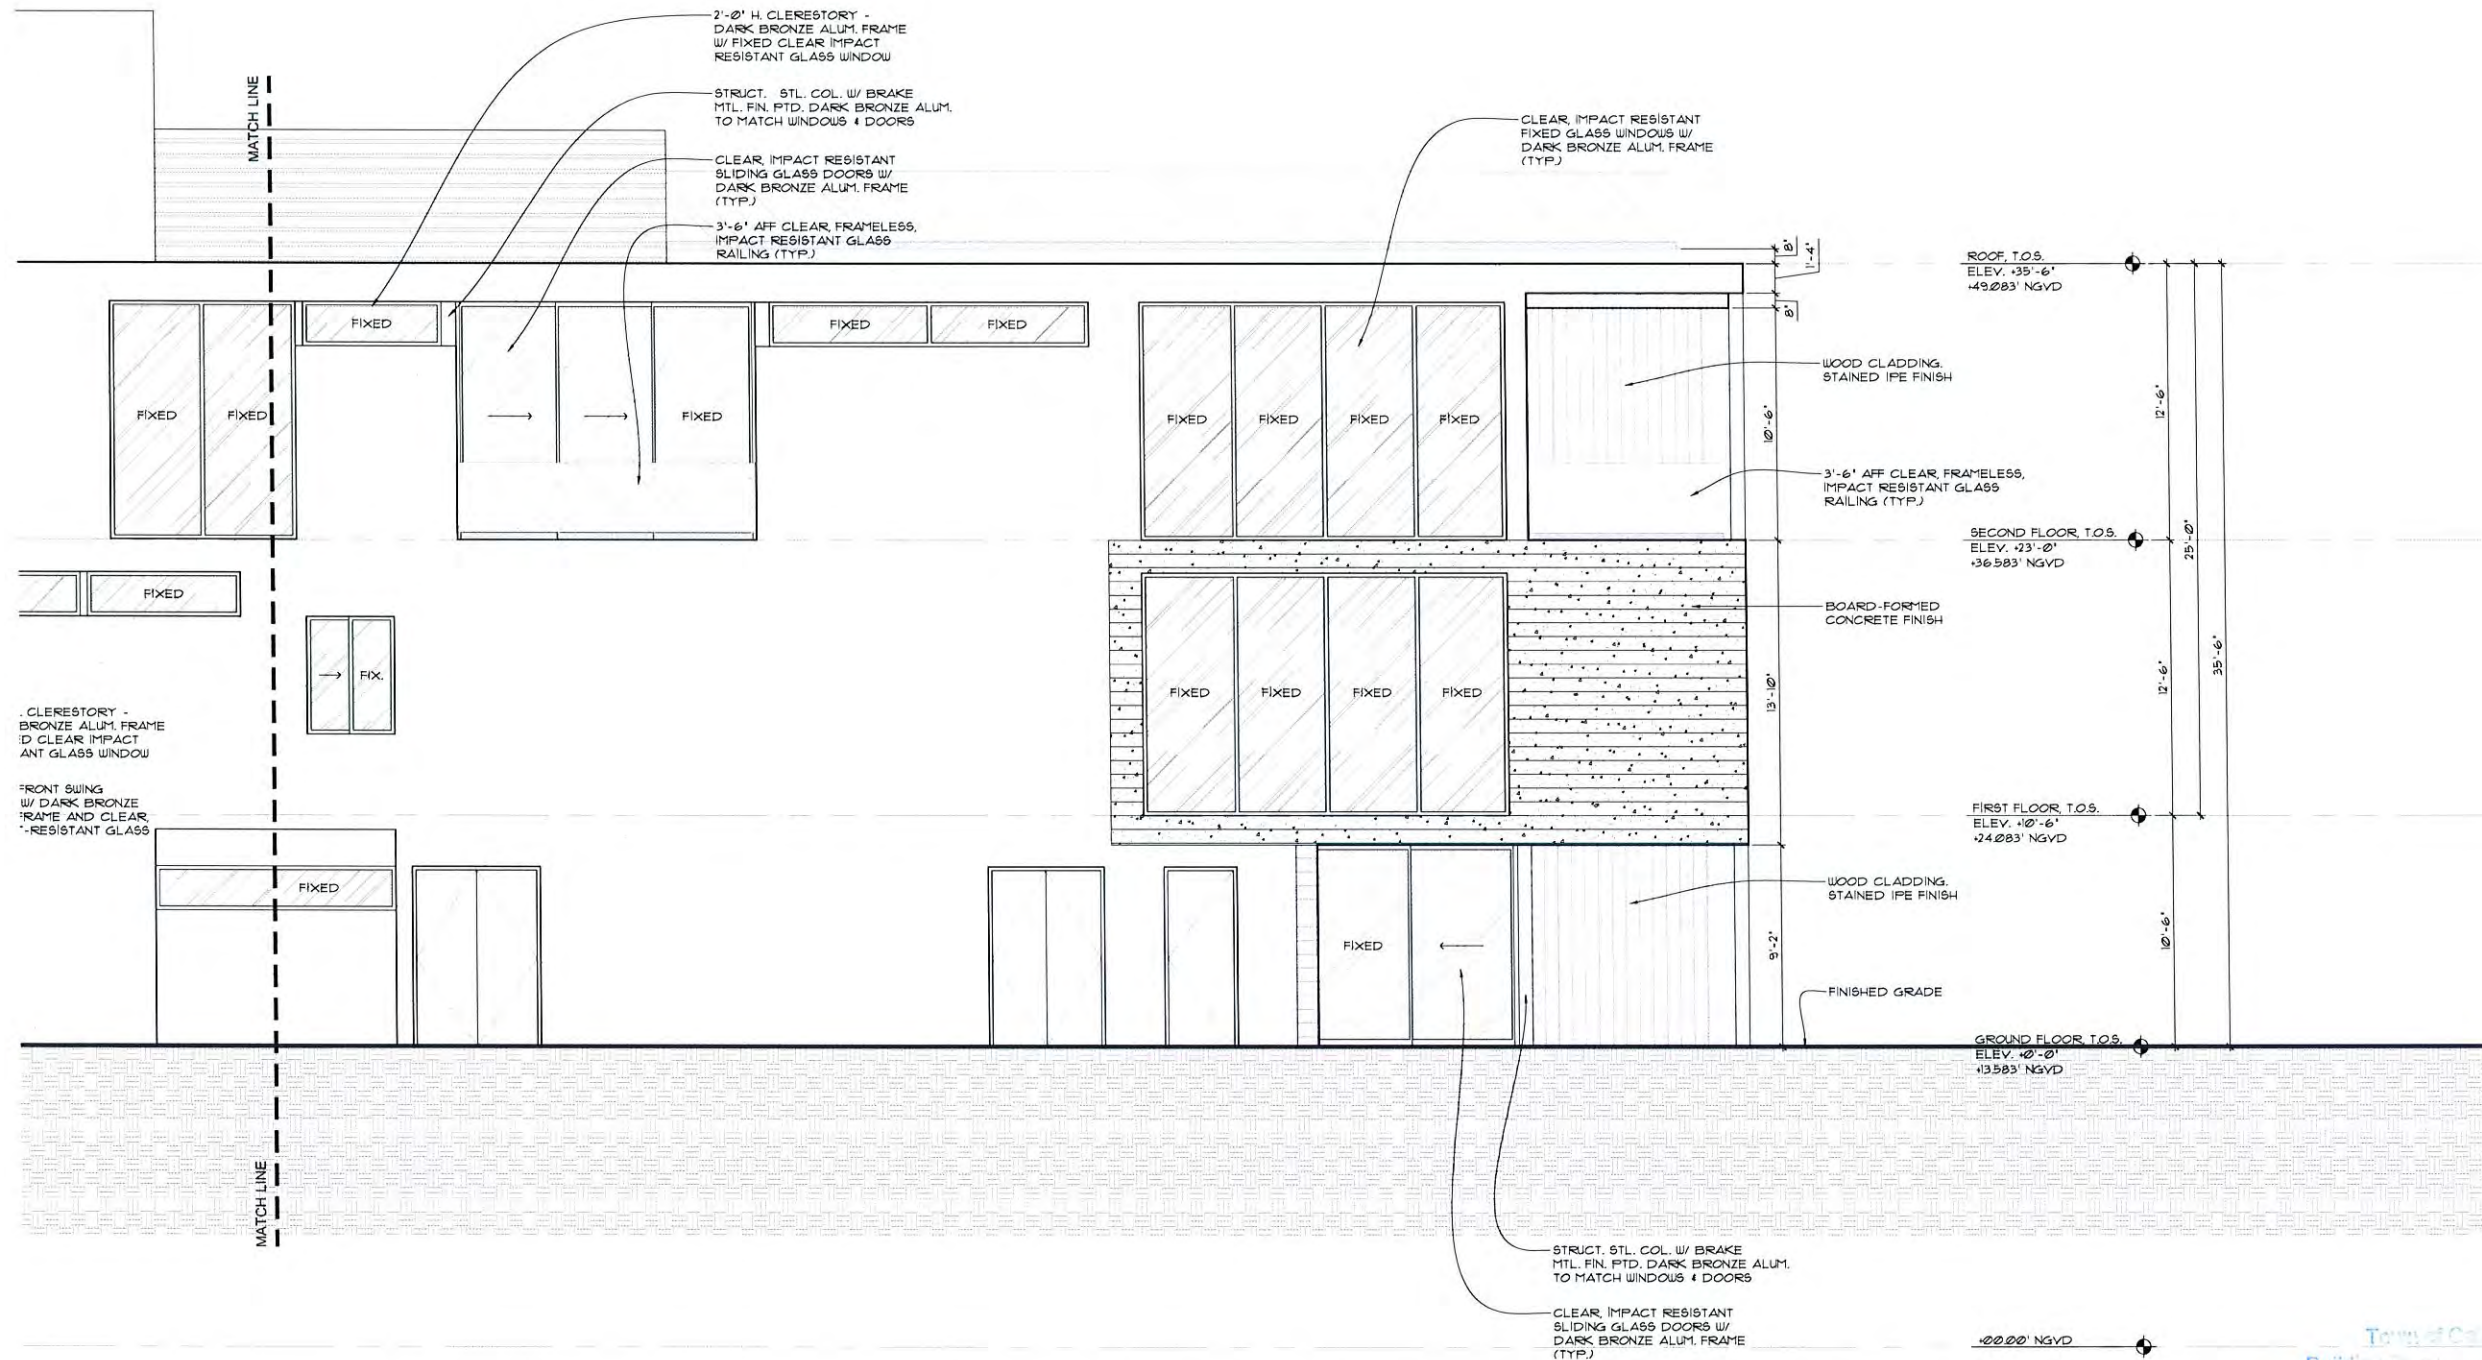 2'-0" H. CLERESTORY -
DARK BRONZE ALUM. FRAME
W/ FIXED CLEAR IMPACT
RESISTANT GLASS WINDOW
STRUCT. STL. COL. W/ BRAKE
MTL. FIN. PTD. DARK BRONZE ALUM.
TO MATCH WINDOWS & DOORS
CLEAR, IMPACT RESISTANT
SLIDING GLASS DOORS W/
DARK BRONZE ALUM. FRAME
(TYP.)
3'-6" AFF CLEAR, FRAMELESS,
IMPACT RESISTANT GLASS
RAILING (TYP.)
MATCH LINE
CLEAR, IMPACT RESISTANT
FIXED GLASS WINDOWS W/
DARK BRONZE ALUM. FRAME
(TYP.)
8"
1'-4"
8"
ROOF, T.O.S.
ELEV. +35'-6"
+49.083' NGVD
FIXED
FIXED
FIXED
FIXED
FIXED
FIXED
FIXED
FIXED
FIXED
FIXED
WOOD CLADDING.
STAINED IPE FINISH
10'-6"
12'-6"
3'-6" AFF CLEAR, FRAMELESS,
IMPACT RESISTANT GLASS
RAILING (TYP.)
SECOND FLOOR, T.O.S.
ELEV. +23'-0"
+36.583' NGVD
25'-0"
FIXED
FIX.
BOARD-FORMED
CONCRETE FINISH
FIXED
FIXED
FIXED
FIXED
13'-10"
12'-6"
35'-6"
. CLERESTORY -
BRONZE ALUM. FRAME
ED CLEAR IMPACT
ANT GLASS WINDOW
FRONT SWING
W/ DARK BRONZE
FRAME AND CLEAR,
-RESISTANT GLASS
FIRST FLOOR, T.O.S.
ELEV. +10'-6"
+24.083' NGVD
FIXED
WOOD CLADDING.
STAINED IPE FINISH
FIXED
9'-2"
10'-6"
FINISHED GRADE
GROUND FLOOR, T.O.S.
ELEV. +0'-0"
+13.583' NGVD
MATCH LINE
STRUCT. STL. COL. W/ BRAKE
MTL. FIN. PTD. DARK BRONZE ALUM.
TO MATCH WINDOWS & DOORS
CLEAR, IMPACT RESISTANT
SLIDING GLASS DOORS W/
DARK BRONZE ALUM. FRAME
(TYP.)
+00.00' NGVD
Town of